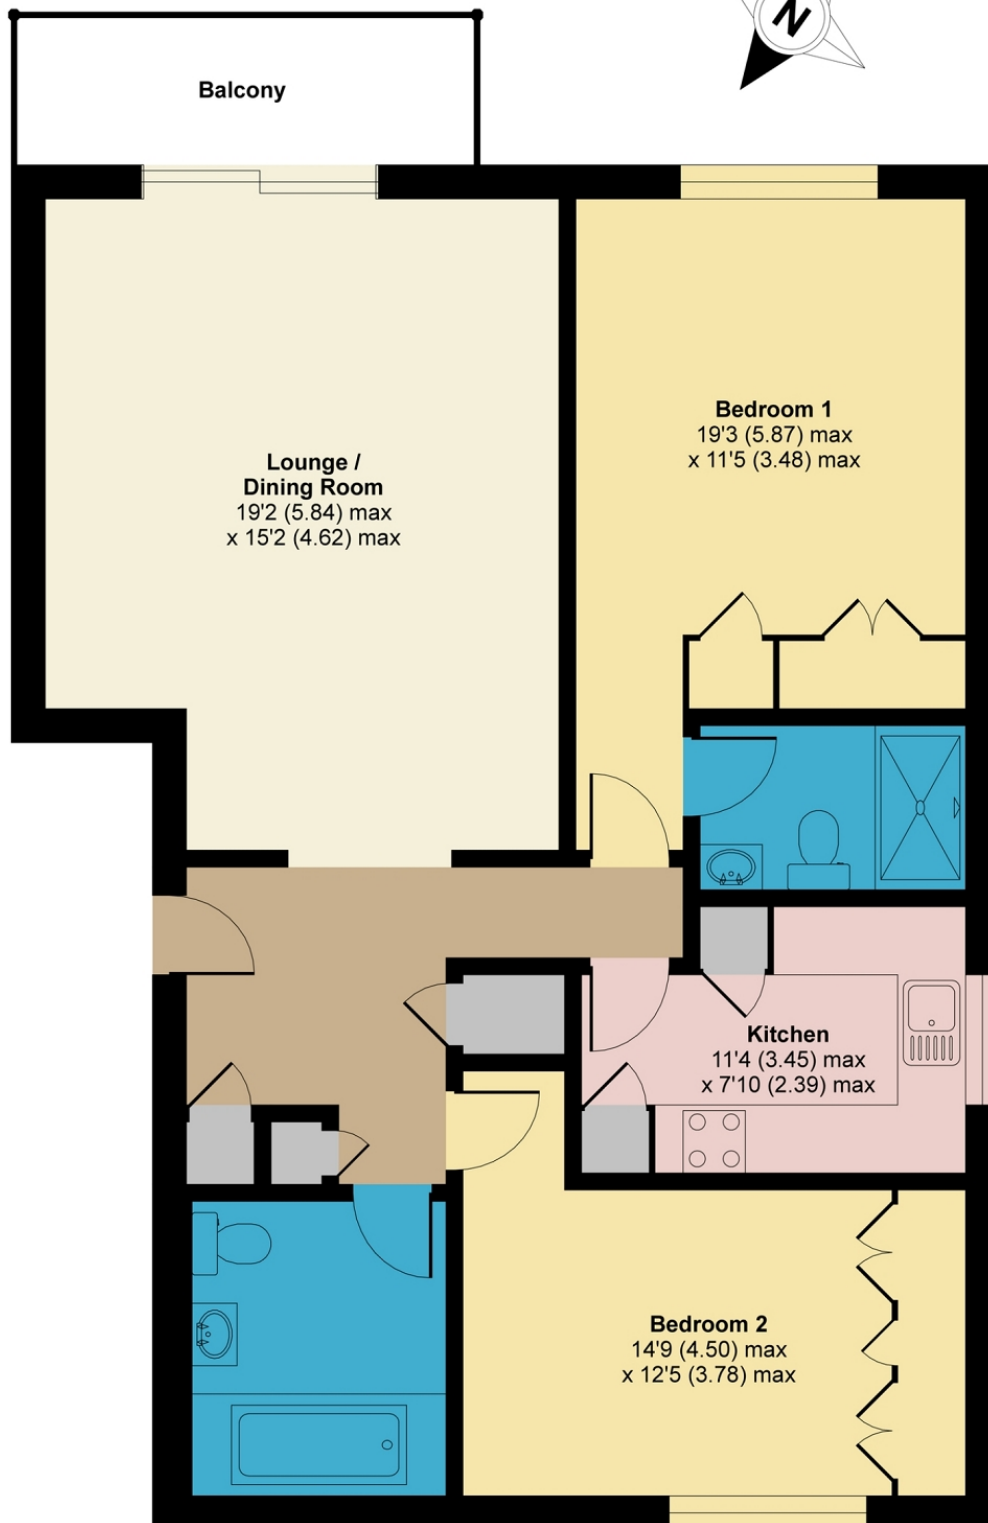 N
Balcony
Bedroom 1
19'3 (5.87) max
x 11'5 (3.48) max
Lounge /
Dining Room
19'2 (5.84) max
x 15'2 (4.62) max
Kitchen
11'4 (3.45) max
x 7'10 (2.39) max
Bedroom 2
14'9 (4.50) max
x 12'5 (3.78) max